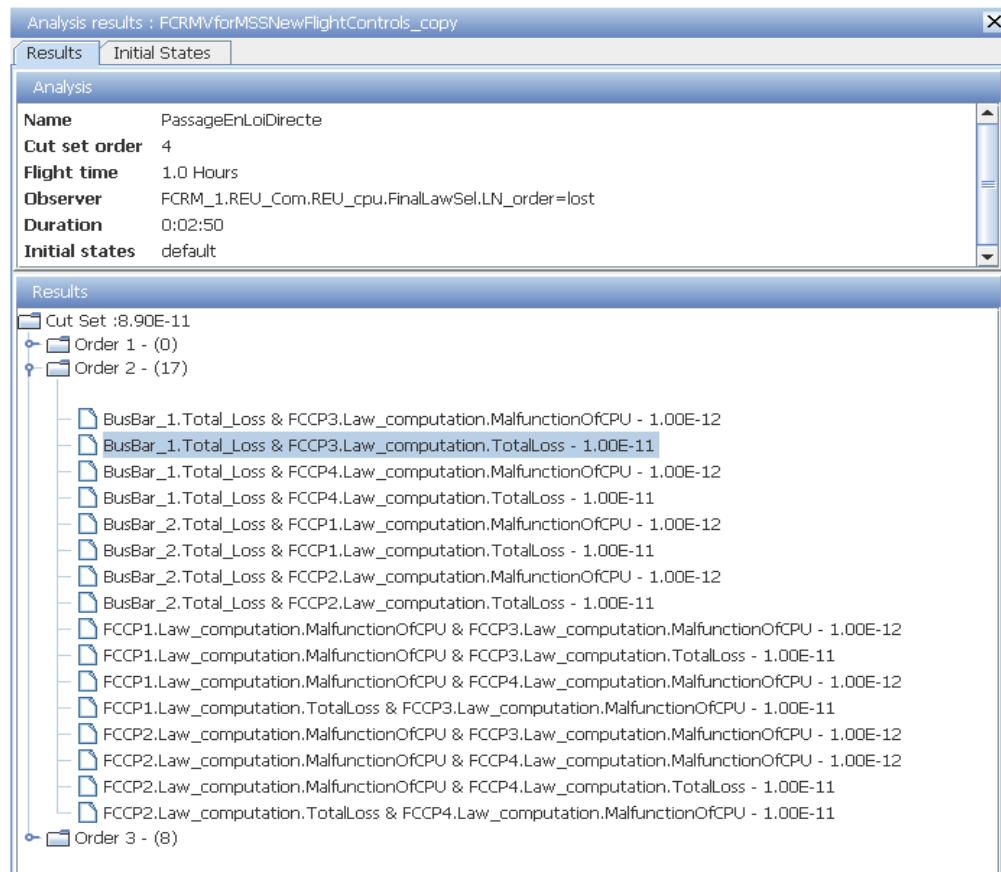 Analysis results : FCRMVforMSSNewFlightControls_copy
Results Initial States
Analysis
Name PassageEnLoiDirecte
Cut set order 4
Flight time 1.0 Hours
Observer FCRM_1.REU_Com.REU_cpu.FinalLawSel.LN_order=lost
Duration 0:02:50
Initial states default
Results
Cut Set :8.90E-11
Order 1 - (0)
Order 2 - (17)
BusBar_1.Total_Loss & FCCP3.Law_computation.MalfunctionOfCPU - 1.00E-12
BusBar_1.Total_Loss & FCCP3.Law_computation.TotalLoss - 1.00E-11
BusBar_1.Total_Loss & FCCP4.Law_computation.MalfunctionOfCPU - 1.00E-12
BusBar_1.Total_Loss & FCCP4.Law_computation.TotalLoss - 1.00E-11
BusBar_2.Total_Loss & FCCP1.Law_computation.MalfunctionOfCPU - 1.00E-12
BusBar_2.Total_Loss & FCCP1.Law_computation.TotalLoss - 1.00E-11
BusBar_2.Total_Loss & FCCP2.Law_computation.MalfunctionOfCPU - 1.00E-12
BusBar_2.Total_Loss & FCCP2.Law_computation.TotalLoss - 1.00E-11
FCCP1.Law_computation.MalfunctionOfCPU & FCCP3.Law_computation.MalfunctionOfCPU - 1.00E-12
FCCP1.Law_computation.MalfunctionOfCPU & FCCP3.Law_computation.TotalLoss - 1.00E-11
FCCP1.Law_computation.MalfunctionOfCPU & FCCP4.Law_computation.MalfunctionOfCPU - 1.00E-12
FCCP1.Law_computation.TotalLoss & FCCP3.Law_computation.MalfunctionOfCPU - 1.00E-11
FCCP2.Law_computation.MalfunctionOfCPU & FCCP3.Law_computation.MalfunctionOfCPU - 1.00E-12
FCCP2.Law_computation.MalfunctionOfCPU & FCCP4.Law_computation.MalfunctionOfCPU - 1.00E-12
FCCP2.Law_computation.MalfunctionOfCPU & FCCP4.Law_computation.TotalLoss - 1.00E-11
FCCP2.Law_computation.TotalLoss & FCCP4.Law_computation.MalfunctionOfCPU - 1.00E-11
Order 3 - (8)